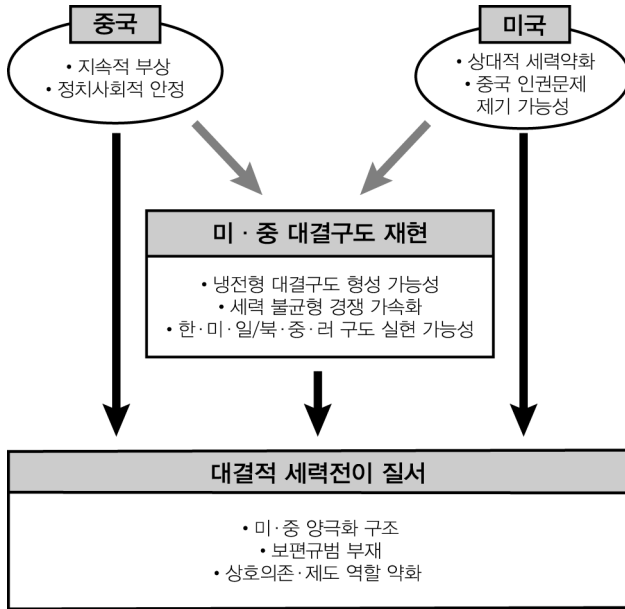 중국
• 지속적 부상
• 정치사회적 안정
미국
• 상대적 세력약화
• 중국 인권문제
제기 가능성
미·중 대결구도 재현
• 냉전형 대결구도 형성 가능성
• 세력 불균형 경쟁 가속화
• 한·미·일/북·중·러 구도 실현 가능성
대결적 세력전이 질서
• 미·중 양극화 구조
• 보편규범 부재
• 상호의존·제도 역할 약화